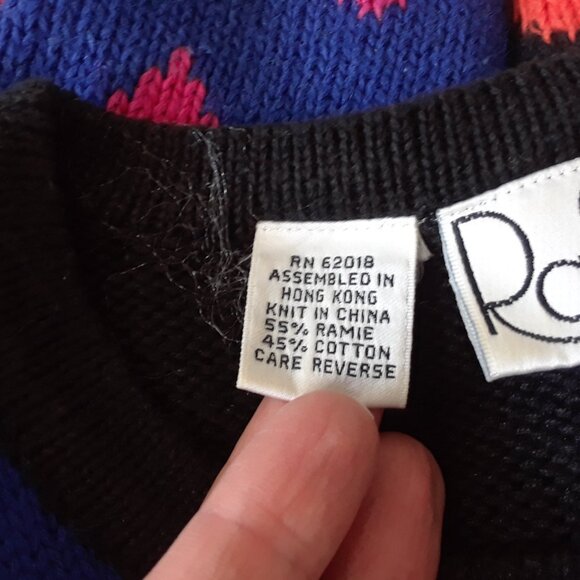 RN 62018
ASSEMBLED IN
HONG KONG
KNIT IN CHINA
55% RAMIE
45% COTTON
CARE REVERSE